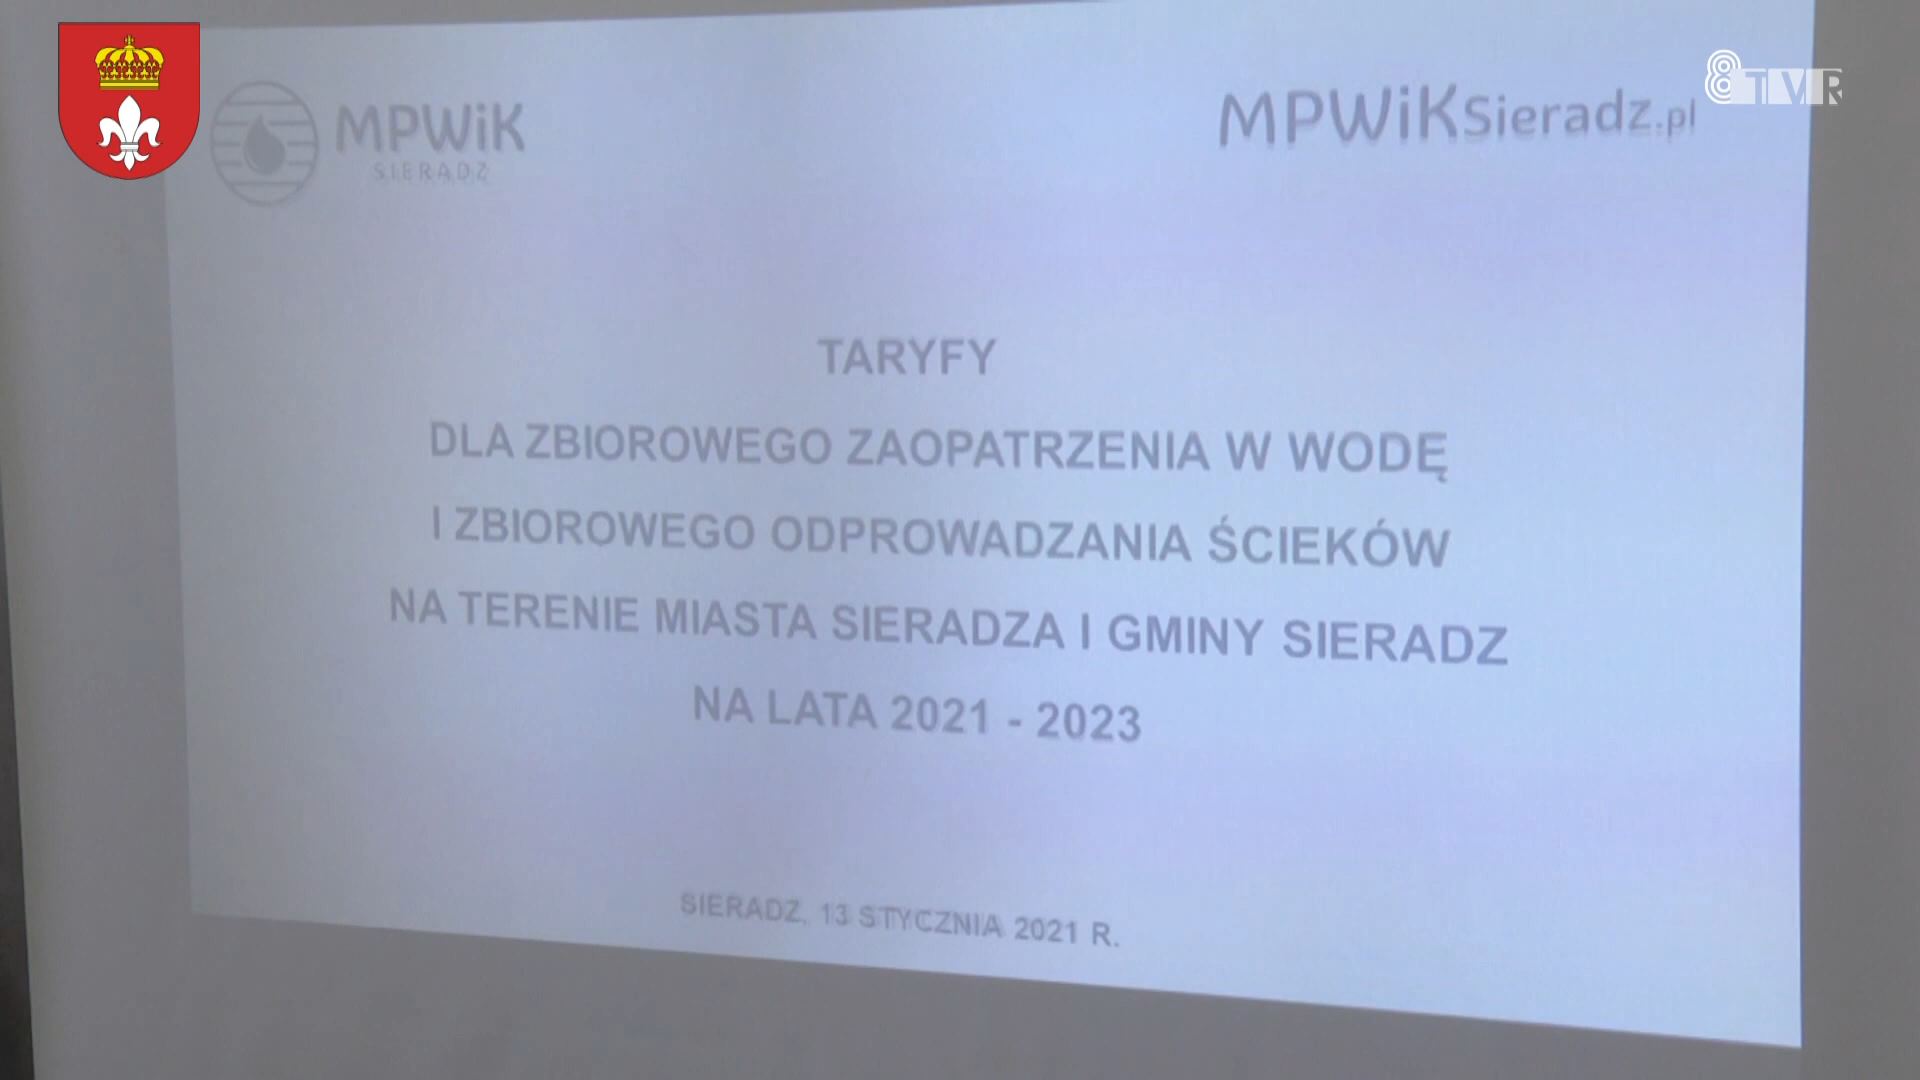 MPWiK
SIERADZ
MPWiKSieradz.pl
8TVR
TARYFY
DLA ZBIOROWEGO ZAOPATRZENIA W WODĘ
I ZBIOROWEGO ODPROWADZANIA ŚCIEKÓW
NA TERENIE MIASTA SIERADZA I GMINY SIERADZ
NA LATA 2021 - 2023
SIERADZ, 13 STYCZNIA 2021 R.